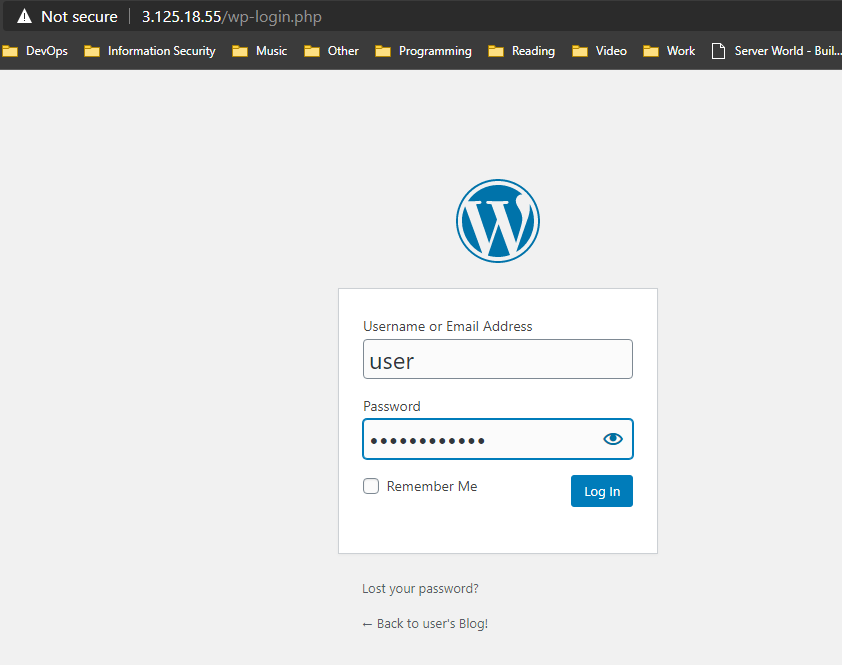 Not secure 3.125.18.55/wp-login.php
DevOps Information Security Music Other Programming Reading Video Work Server World - Buil...
Username or Email Address
user
Password
••••••••••••
Remember Me Log In
Lost your password?
← Back to user's Blog!